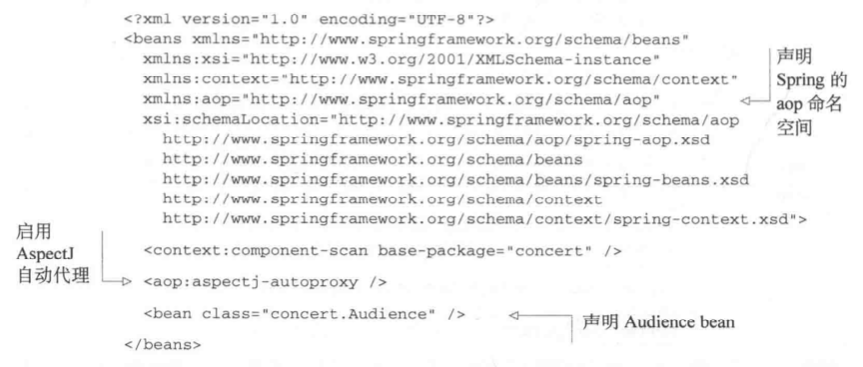 <?xml version="1.0" encoding="UTF-8"?>
<beans xmlns="http://www.springframework.org/schema/beans"
xmlns:xsi="http://www.w3.org/2001/XMLSchema-instance"
xmlns:context="http://www.springframework.org/schema/context"
xmlns:aop="http://www.springframework.org/schema/aop"
xsi:schemaLocation="http://www.springframework.org/schema/aop
http://www.springframework.org/schema/aop/spring-aop.xsd
http://www.springframework.org/schema/beans
http://www.springframework.org/schema/beans/spring-beans.xsd
http://www.springframework.org/schema/context
http://www.springframework.org/schema/context/spring-context.xsd">
声明
Spring 的
aop 命名
空间
<context:component-scan base-package="concert" />
启用
AspectJ
自动代理
<aop:aspectj-autoproxy />
<bean class="concert.Audience" />
声明 Audience bean
</beans>